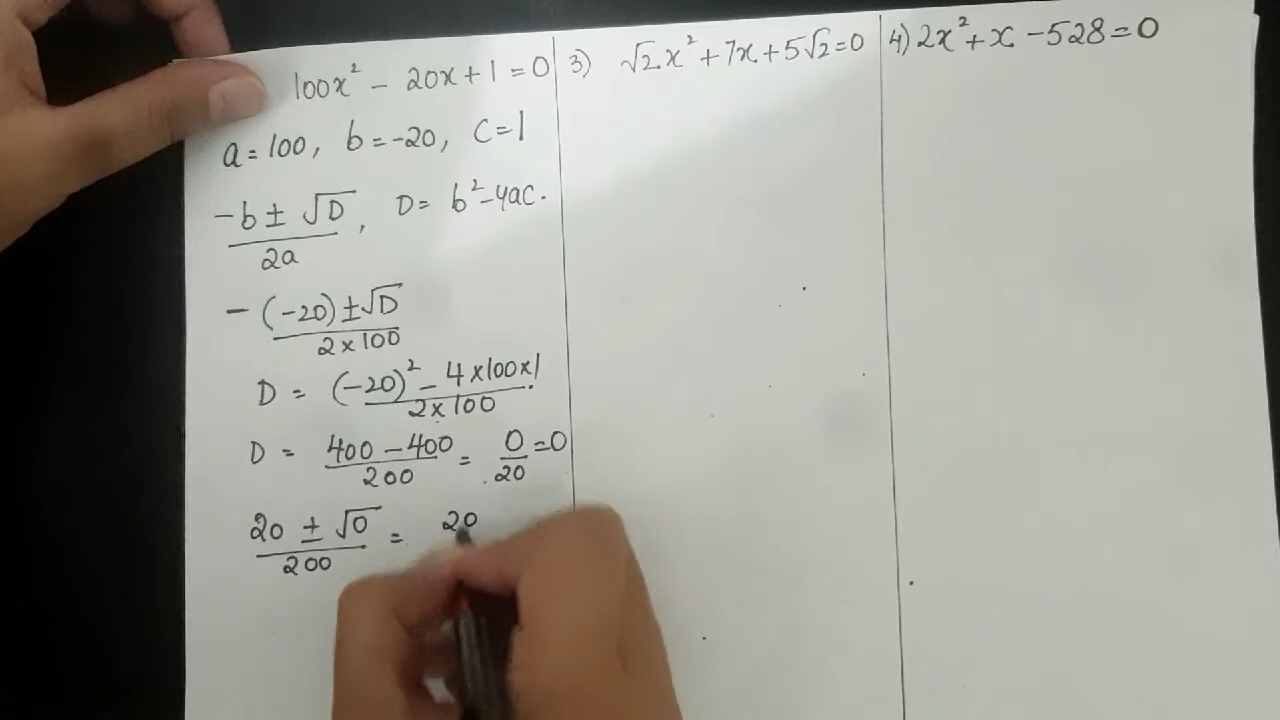 100x² - 20x + 1 = 0
a = 100, b = -20, c = 1
-b ± √D / 2a, D = b² - 4ac.
-(-20) ± √D / 2 × 100
D = (-20)² - 4 × 100 × 1 / 2 × 100
D = 400 - 400 / 200 = 0 / 20 = 0
20 ± √0 / 200 = 20
3) √2x² + 7x + 5√2 = 0
4) 2x² + x - 528 = 0